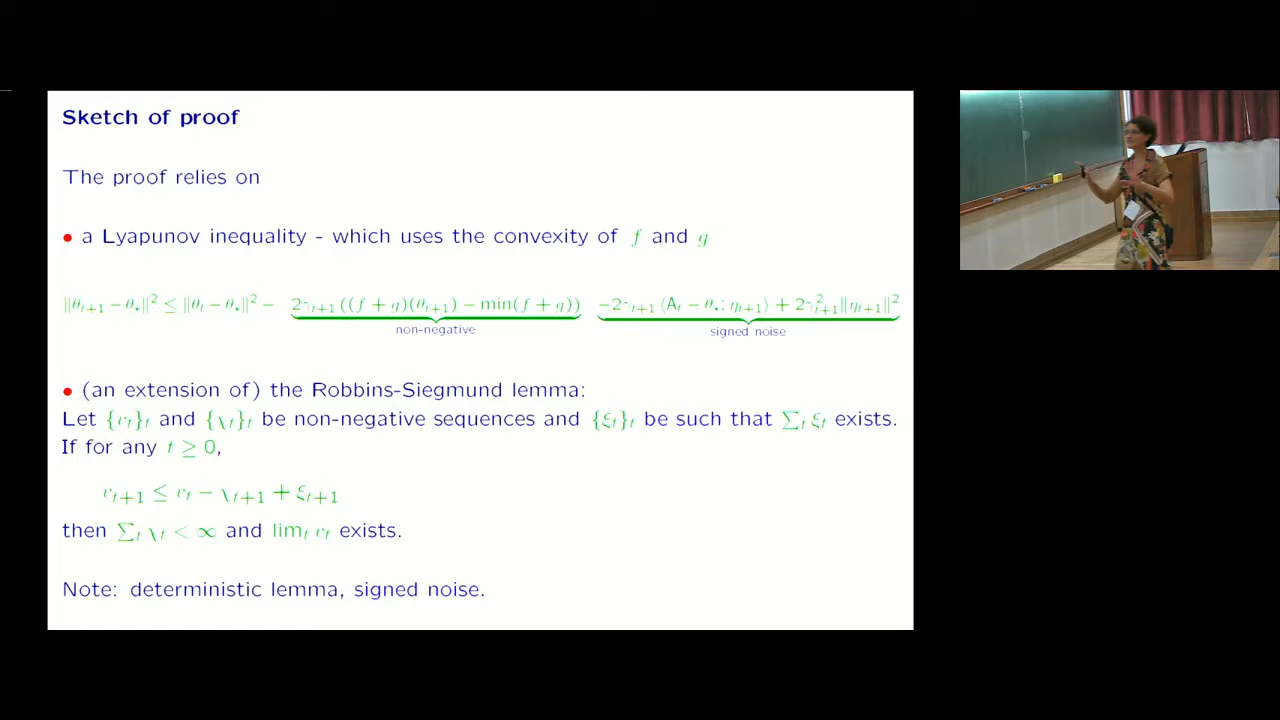 Sketch of proof
The proof relies on
• a Lyapunov inequality - which uses the convexity of f and g
‖θ_{t+1} − θ_⋆‖² ≤ ‖θ_t − θ_⋆‖² − 2γ_{t+1} ((f + g)(θ_{t+1}) − min(f + g)) −2γ_{t+1} ⟨A_t − θ_⋆; η_{t+1}⟩ + 2γ²_{t+1}‖η_{t+1}‖²
non-negative signed noise
• (an extension of) the Robbins-Siegmund lemma:
Let {v_t}_t and {χ_t}_t be non-negative sequences and {ξ_t}_t be such that ∑_t ξ_t exists.
If for any t ≥ 0,
v_{t+1} ≤ v_t − χ_{t+1} + ξ_{t+1}
then ∑_t χ_t < ∞ and lim_t v_t exists.
Note: deterministic lemma, signed noise.